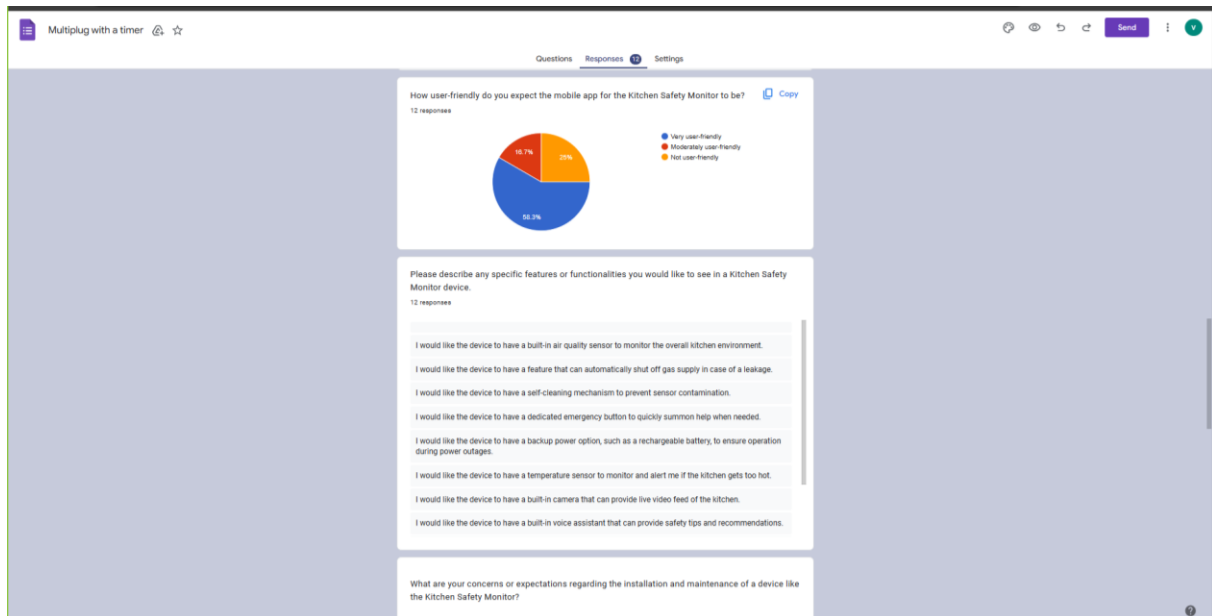 Multiplug with a timer
Send
V
Questions Responses 12 Settings
How user-friendly do you expect the mobile app for the Kitchen Safety Monitor to be?
Copy
12 responses
16.7%
25%
58.3%
Very user-friendly
Moderately user-friendly
Not user-friendly
Please describe any specific features or functionalities you would like to see in a Kitchen Safety
Monitor device.
12 responses
I would like the device to have a built-in air quality sensor to monitor the overall kitchen environment.
I would like the device to have a feature that can automatically shut off gas supply in case of a leakage.
I would like the device to have a self-cleaning mechanism to prevent sensor contamination.
I would like the device to have a dedicated emergency button to quickly summon help when needed.
I would like the device to have a backup power option, such as a rechargeable battery, to ensure operation
during power outages.
I would like the device to have a temperature sensor to monitor and alert me if the kitchen gets too hot.
I would like the device to have a built-in camera that can provide live video feed of the kitchen.
I would like the device to have a built-in voice assistant that can provide safety tips and recommendations.
What are your concerns or expectations regarding the installation and maintenance of a device like
the Kitchen Safety Monitor?